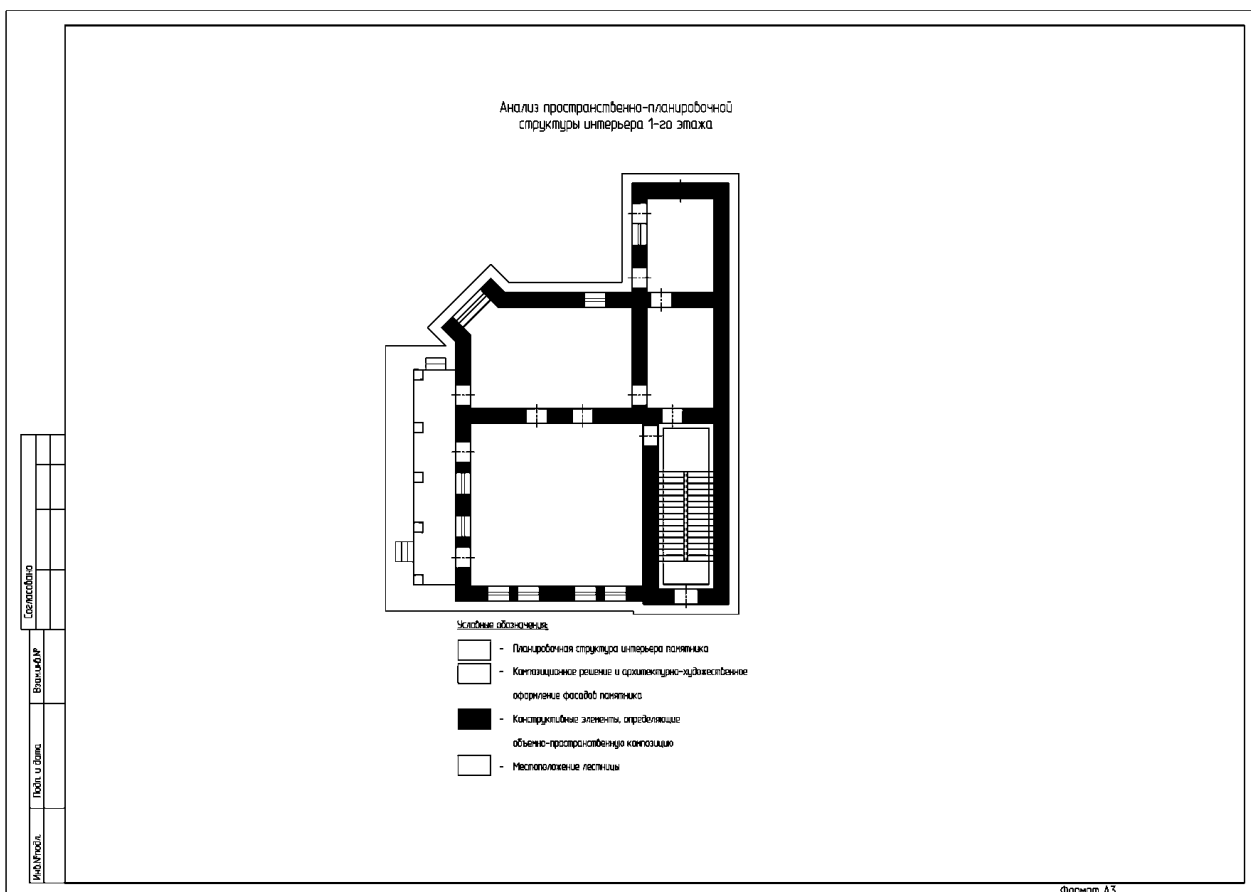 Анализ пространственно-планировочной
структуры интерьера 1-го этажа
Условные обозначения:
- Планировочная структура интерьера памятника
- Композиционное решение и архитектурно-художественное
оформление фасадов памятника
- Конструктивные элементы, определяющие
объемно-пространственную композицию
- Местоположение лестницы
Согласовано
Взам.инв.№
Подп. и дата
Инв.№подл.
Формат А3